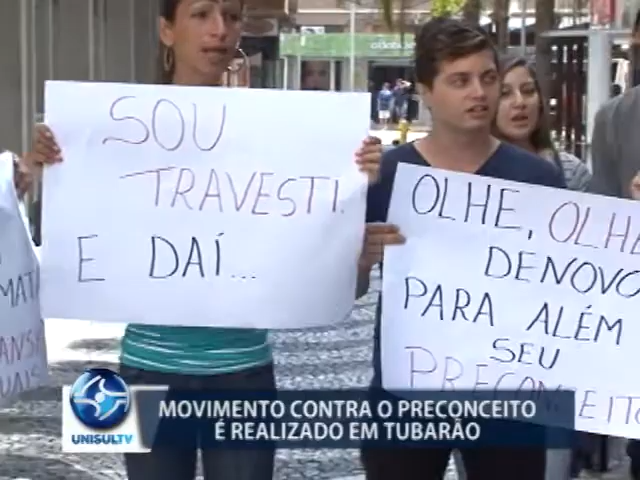 SOU
TRAVESTI.
E DAÍ...
OLHE, OLHE
DENOVO
PARA ALÉM
SEU
PRECONCEITO
UNISULTV
MOVIMENTO CONTRA O PRECONCEITO
É REALIZADO EM TUBARÃO